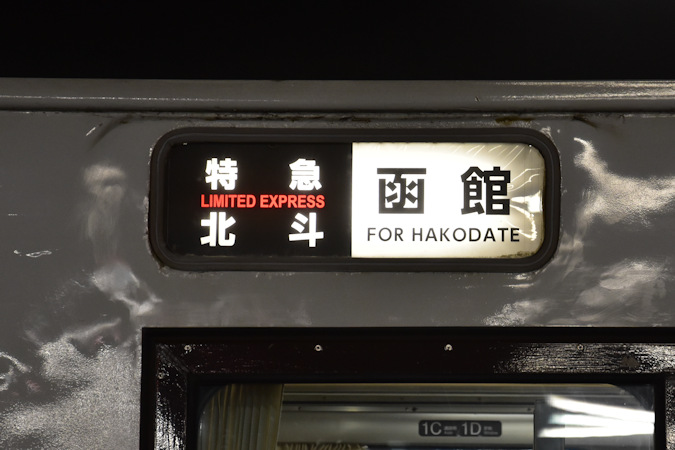 特急
LIMITED EXPRESS
北斗
函館
FOR HAKODATE
1C 1D